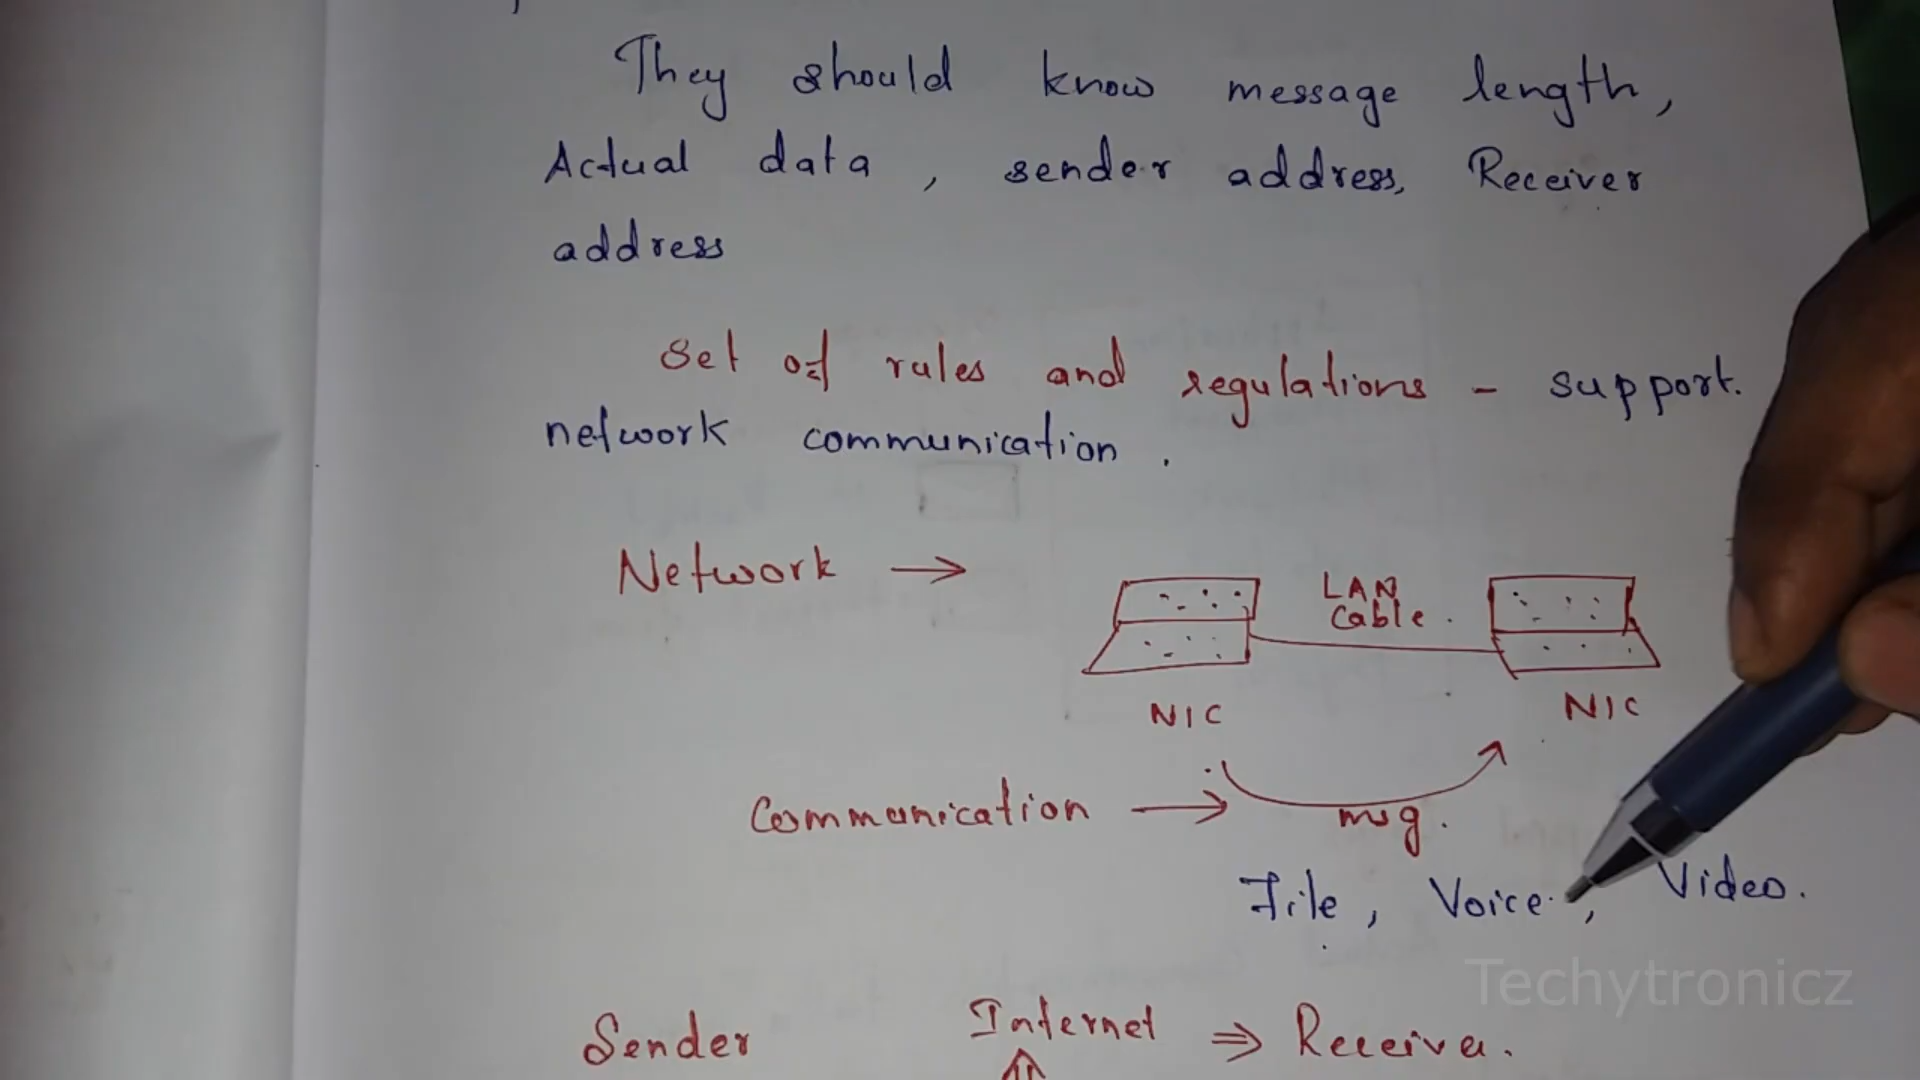 They should know message length,
Actual data, sender address, Receiver
address
set of rules and regulations - support.
network communication.
Network →
LAN
Cable.
NIC
NIC
Communication →
msg.
File, Voice, Video.
Techytronicz
Sender Internet ⇒ Receiver.